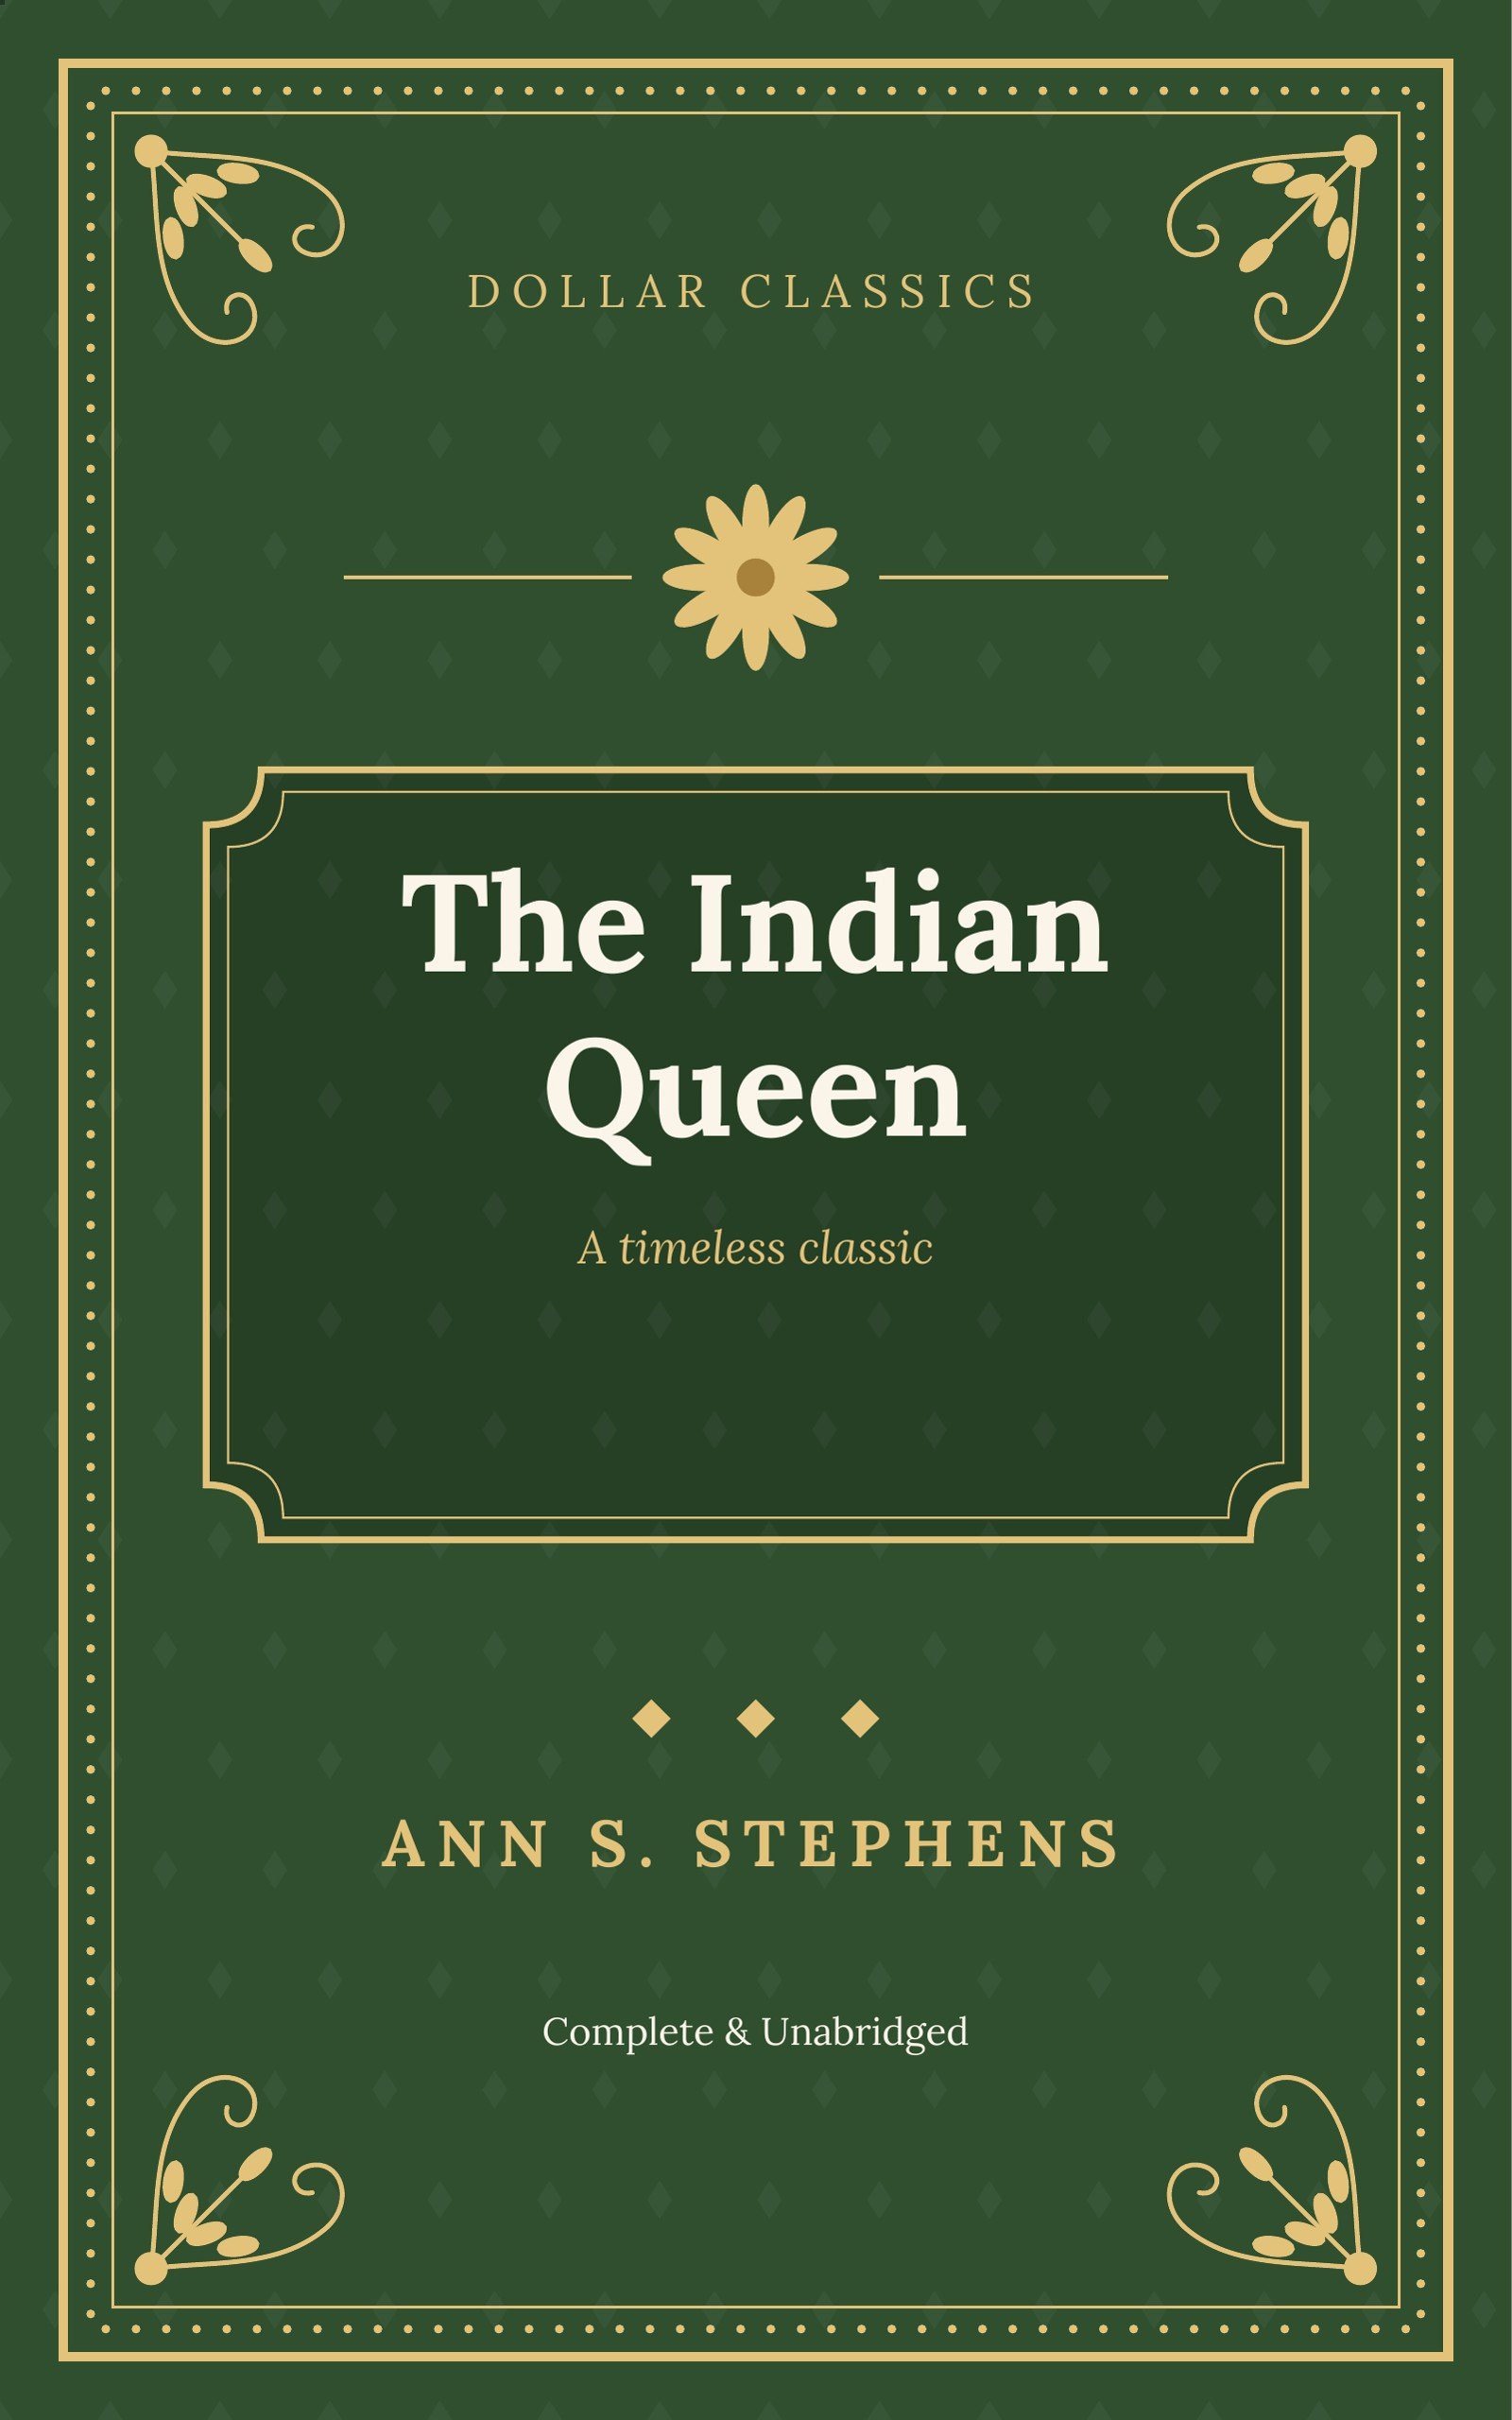 DOLLAR CLASSICS
The Indian
Queen
A timeless classic
ANN S. STEPHENS
Complete & Unabridged